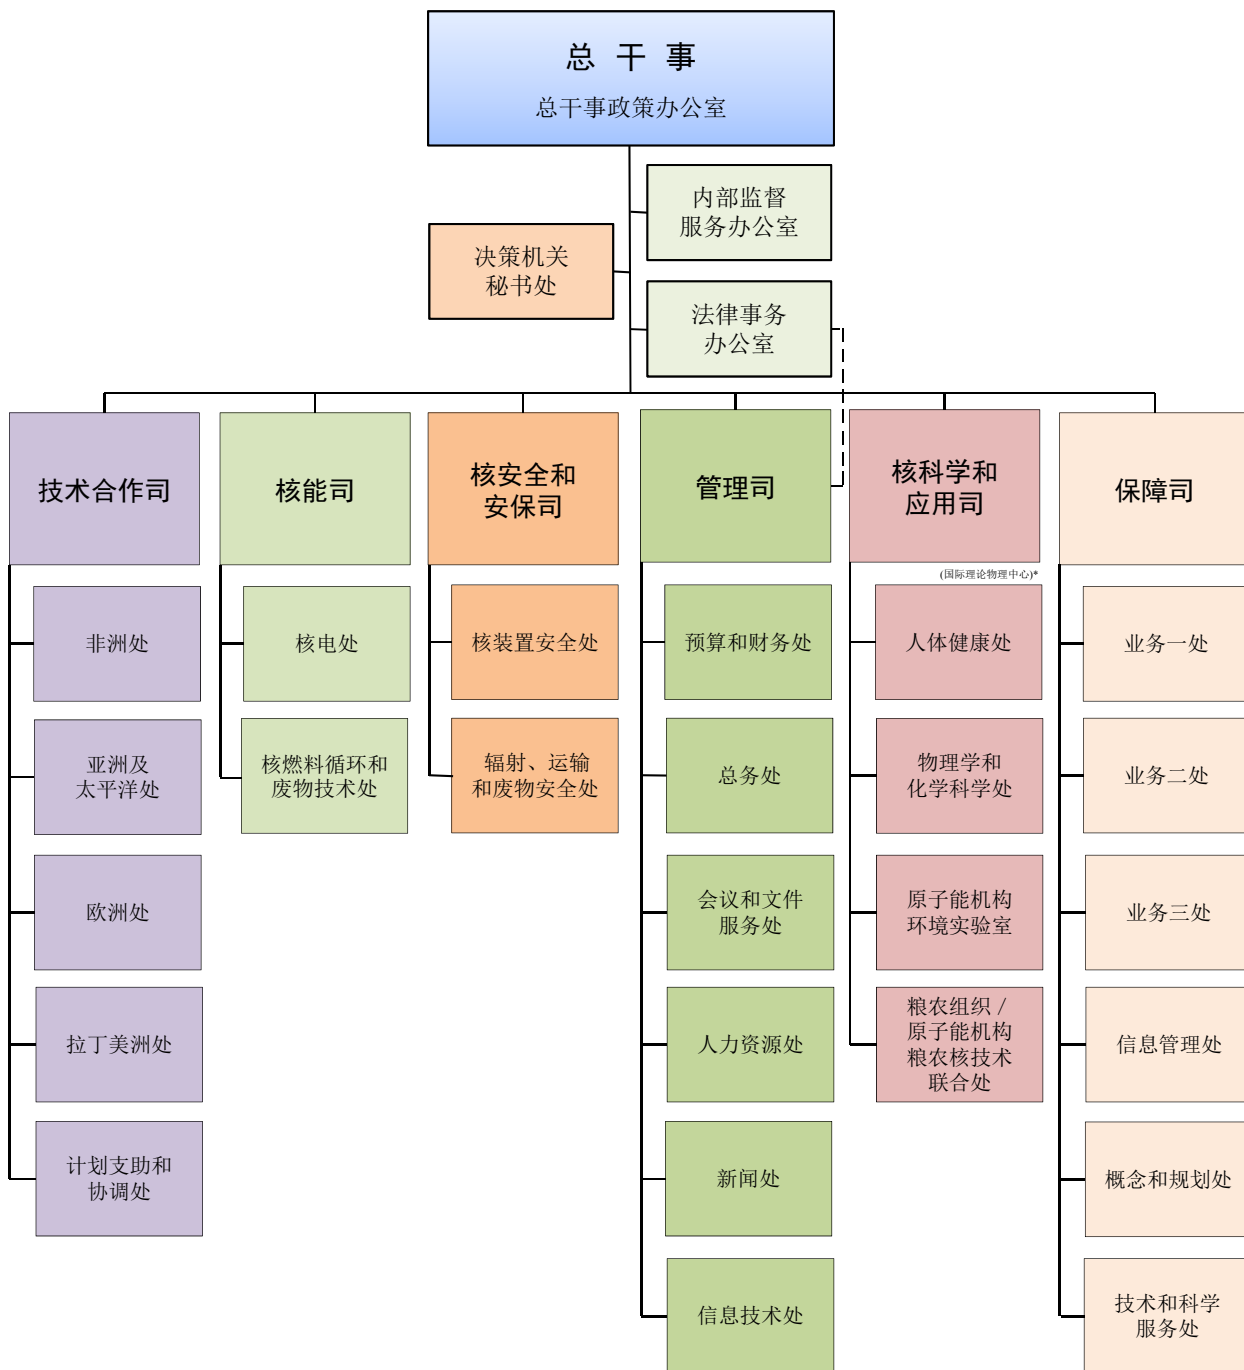 总 干 事
总干事政策办公室
内部监督
服务办公室
决策机关
秘书处
法律事务
办公室
技术合作司
核能司
核安全和
安保司
管理司
核科学和
应用司
保障司
(国际理论物理中心)*
非洲处
亚洲及
太平洋处
欧洲处
拉丁美洲处
计划支助和
协调处
核电处
核燃料循环和
废物技术处
核装置安全处
辐射、运输
和废物安全处
预算和财务处
总务处
会议和文件
服务处
人力资源处
新闻处
信息技术处
人体健康处
物理学和
化学科学处
原子能机构
环境实验室
粮农组织 /
原子能机构
粮农核技术
联合处
业务一处
业务二处
业务三处
信息管理处
概念和规划处
技术和科学
服务处